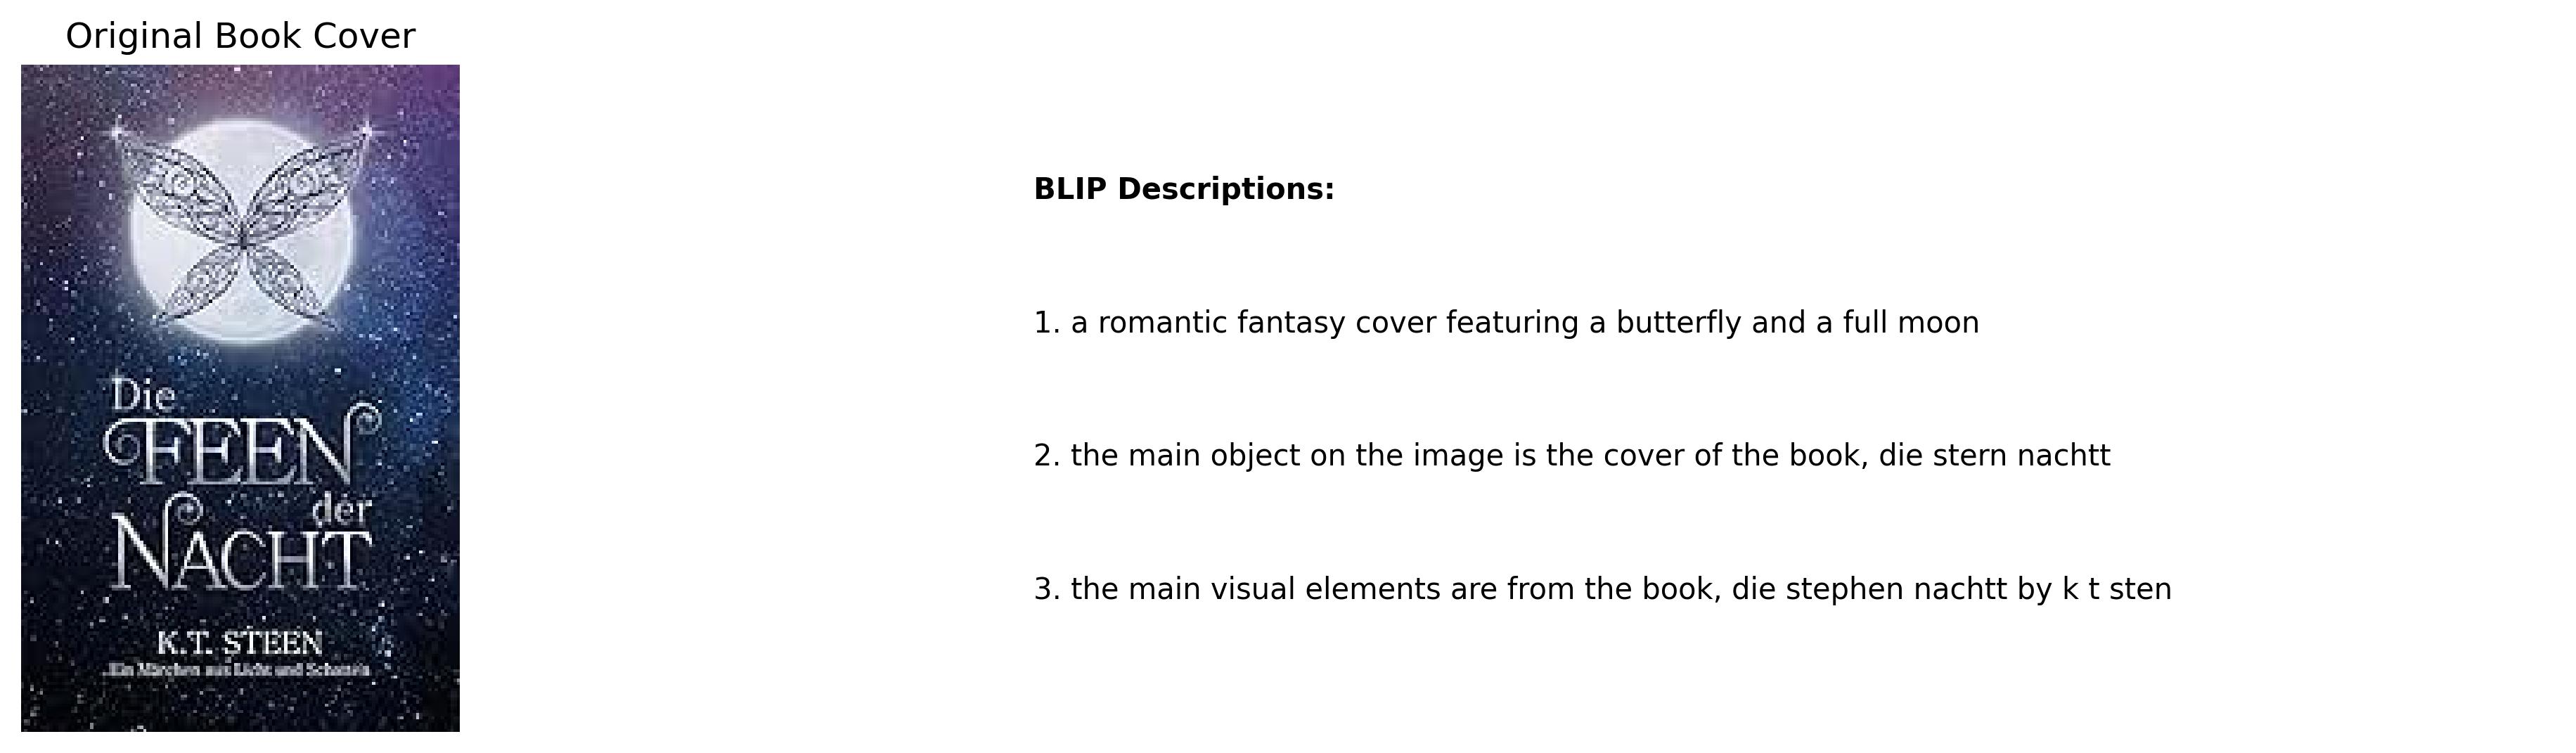 Original Book Cover
Die
FEEN
der
NACHT
K.T. STEEN
Ein Märchen aus Licht und
BLIP Descriptions:
1. a romantic fantasy cover featuring a butterfly and a full moon
2. the main object on the image is the cover of the book, die stern nachtt
3. the main visual elements are from the book, die stephen nachtt by k t sten